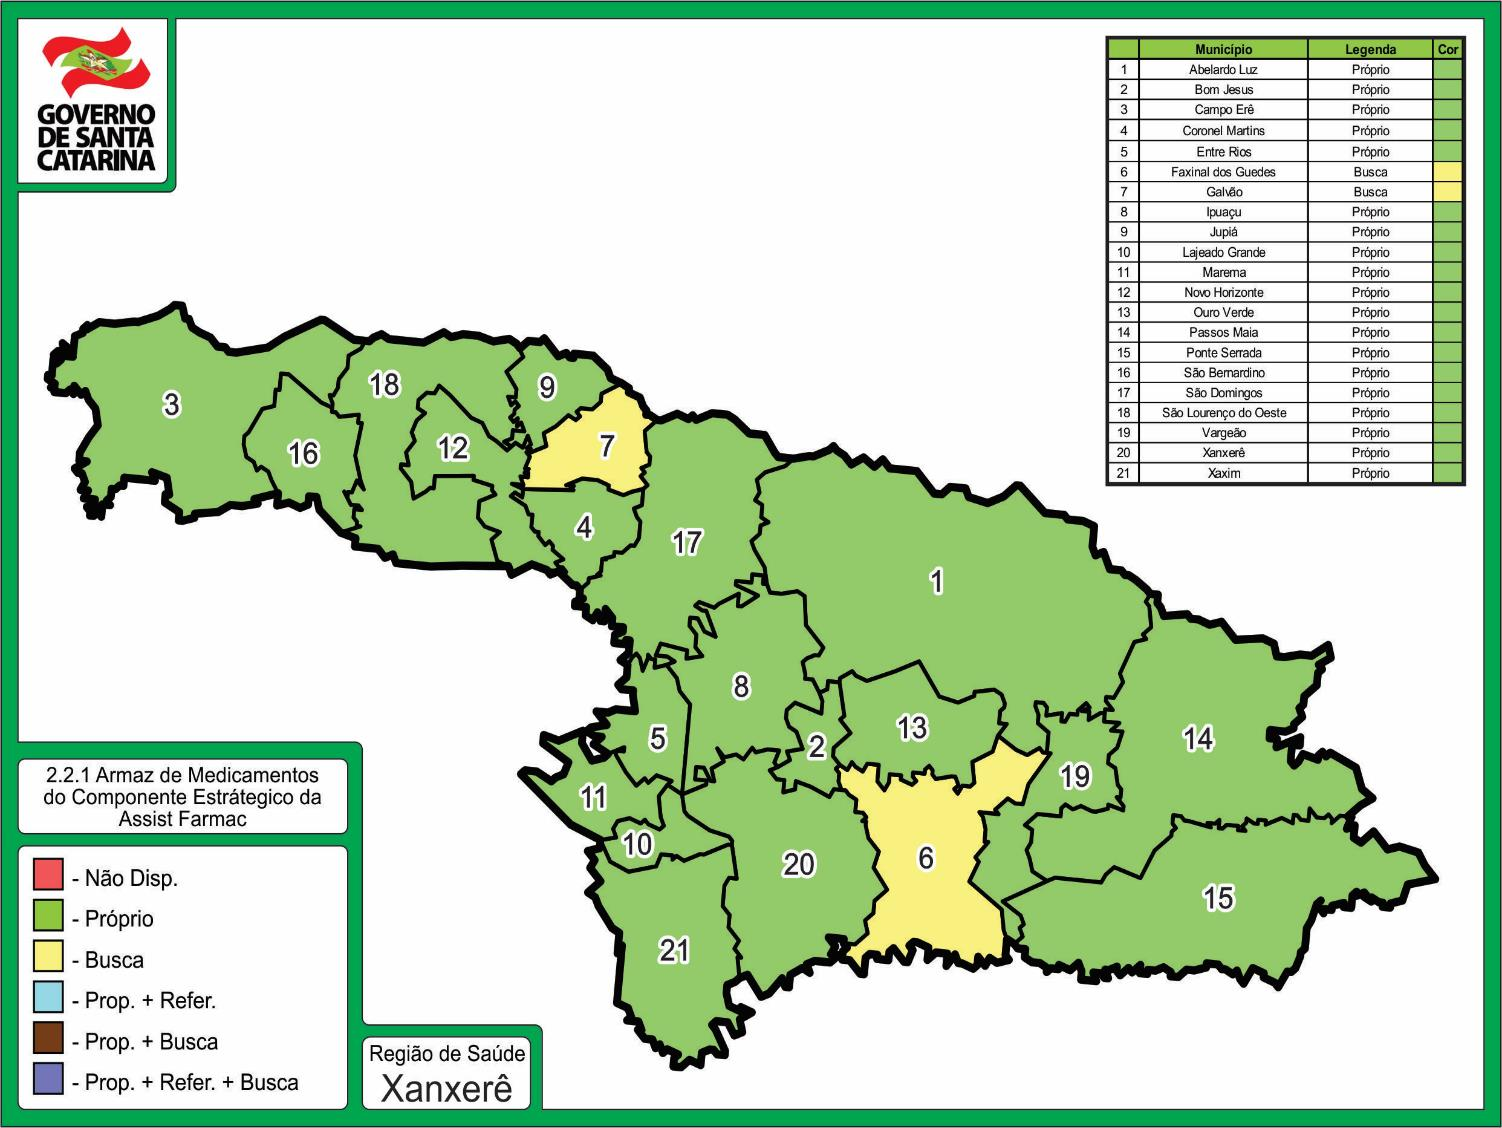 GOVERNO
DE SANTA
CATARINA
Município Legenda Cor
1 Abelardo Luz Próprio
2 Bom Jesus Próprio
3 Campo Erê Próprio
4 Coronel Martins Próprio
5 Entre Rios Próprio
6 Faxinal dos Guedes Busca
7 Galvão Busca
8 Ipuaçu Próprio
9 Jupiá Próprio
10 Lajeado Grande Próprio
11 Marema Próprio
12 Novo Horizonte Próprio
13 Ouro Verde Próprio
14 Passos Maia Próprio
15 Ponte Serrada Próprio
16 São Bernardino Próprio
17 São Domingos Próprio
18 São Lourenço do Oeste Próprio
19 Vargeão Próprio
20 Xanxerê Próprio
21 Xaxim Próprio
3
18
9
16
12
7
4
17
1
8
5
2
13
14
19
11
10
20
6
15
21
2.2.1 Armaz de Medicamentos
do Componente Estrátegico da
Assist Farmac
- Não Disp.
- Próprio
- Busca
- Prop. + Refer.
- Prop. + Busca
- Prop. + Refer. + Busca
Região de Saúde
Xanxerê